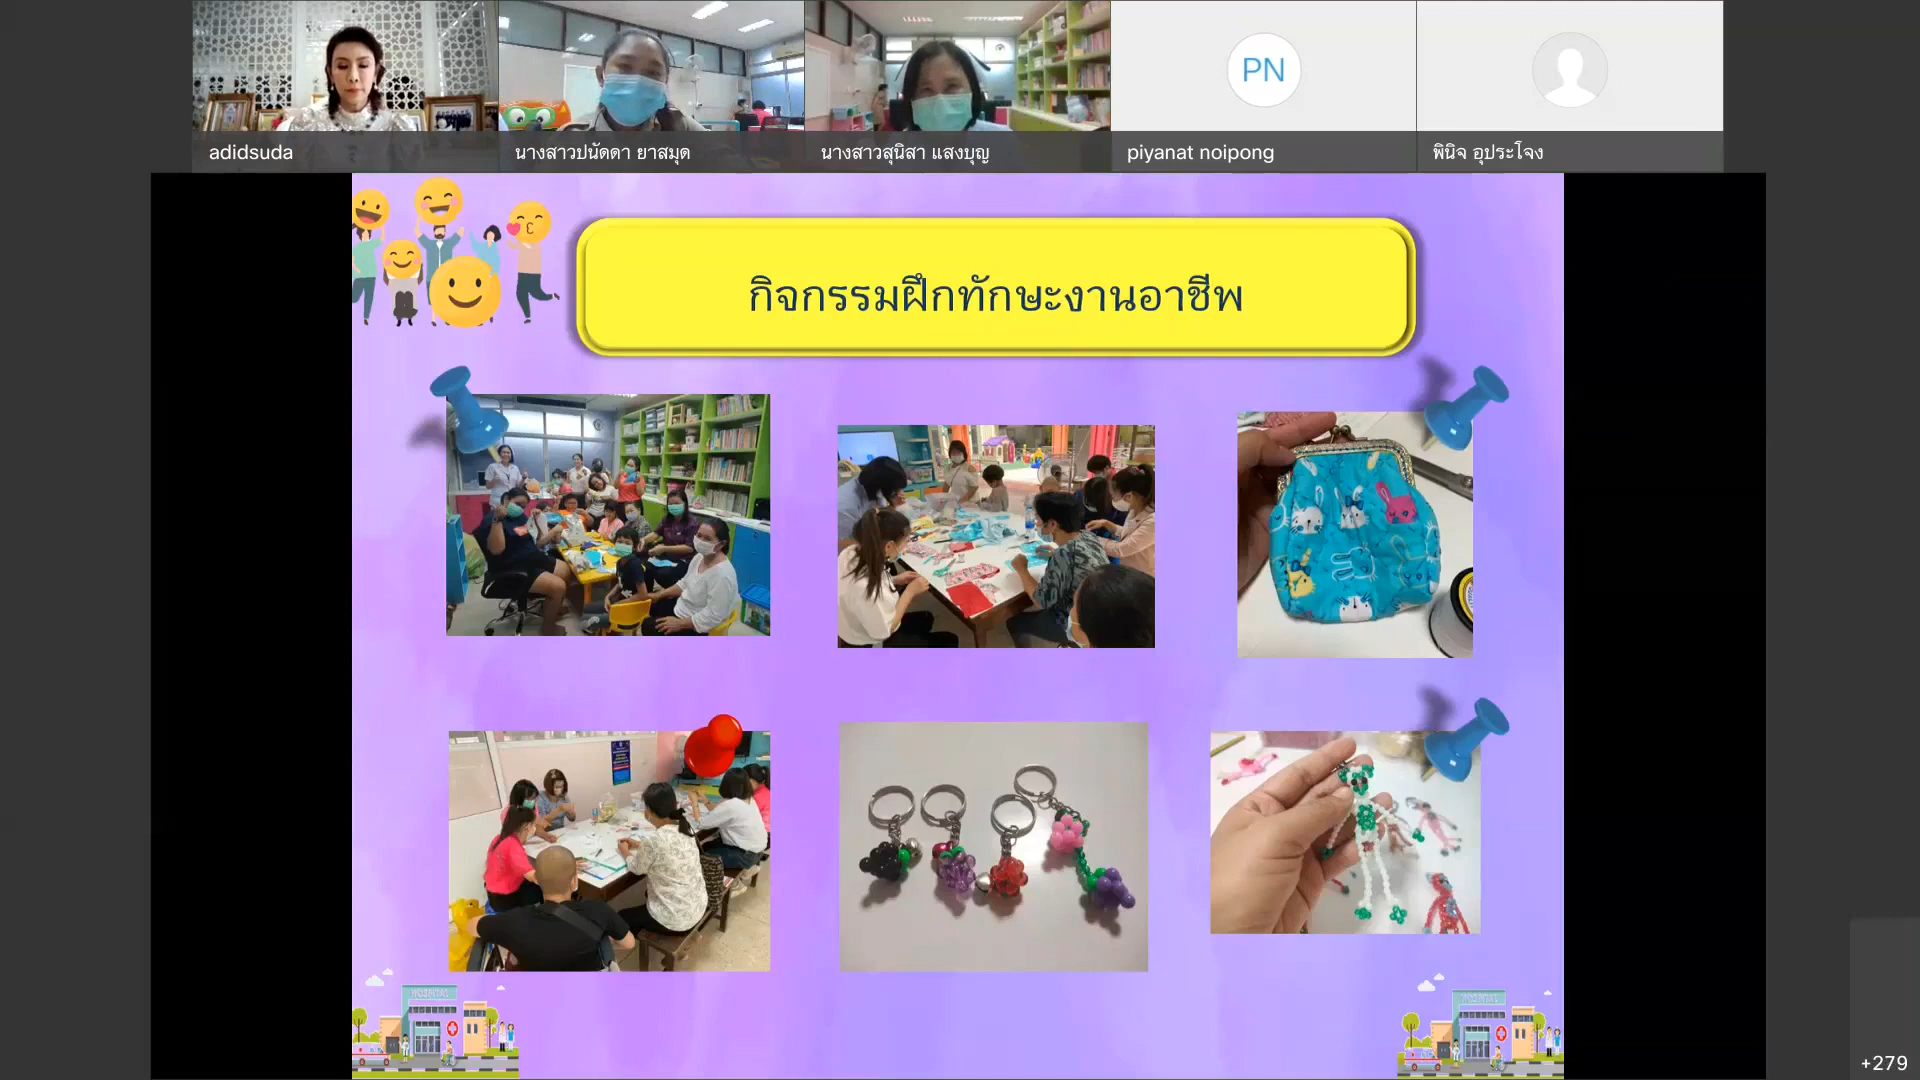 adidsuda
นางสาวปนัดดา ยาสมุด
นางสาวสุนิสา แสงบุญ
PN
piyanat noipong
พินิจ อุประโจง
กิจกรรมฝึกทักษะงานอาชีพ
HOSPITAL
HOSPITAL
+279